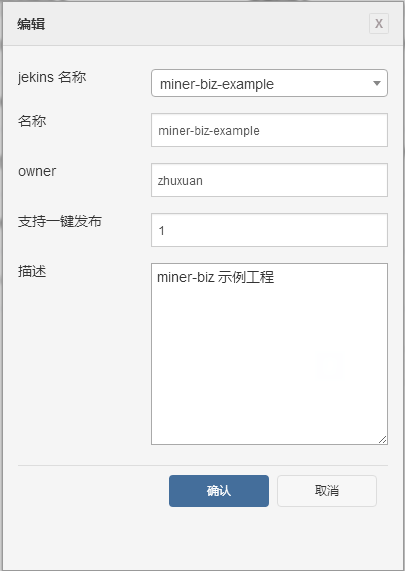 编辑
X
jekins 名称
miner-biz-example
名称
miner-biz-example
owner
zhuxuan
支持一键发布
1
描述
miner-biz 示例工程
确认
取消